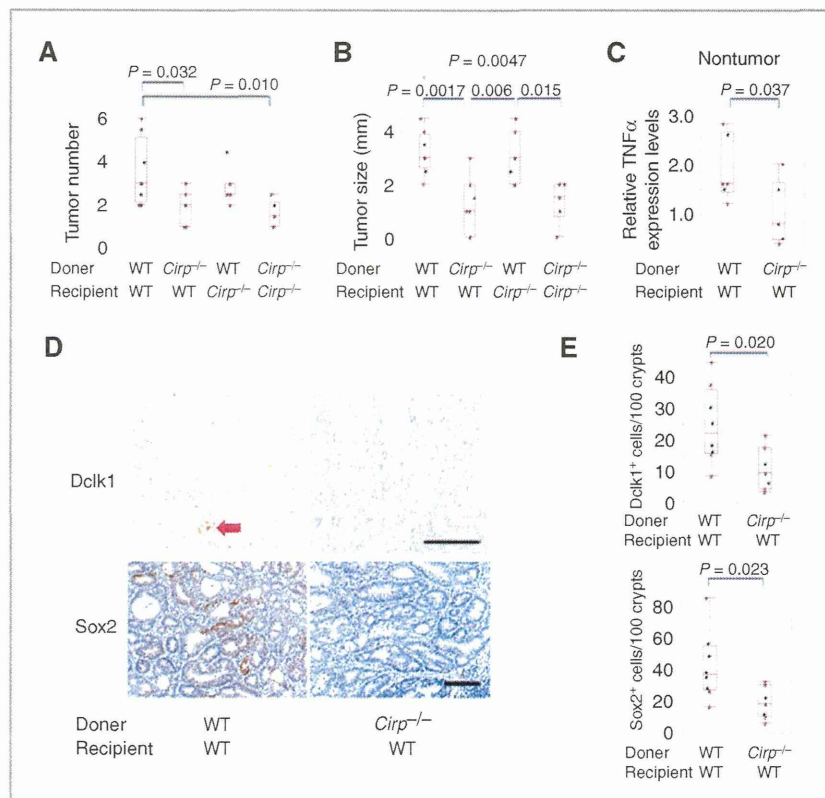 A
P = 0.032
P = 0.010
Tumor number
6
4
2
0
Doner WT Cirp–/– WT Cirp–/–
Recipient WT WT Cirp–/– Cirp–/–
B
P = 0.0047
P = 0.0017 0.006 0.015
Tumor size (mm)
4
2
0
Doner WT Cirp–/– WT Cirp–/–
Recipient WT WT Cirp–/– Cirp–/–
C
Nontumor
P = 0.037
Relative TNFα
expression levels
3.0
2.0
1.0
Doner WT Cirp–/–
Recipient WT WT
D
Dclk1
Sox2
Doner WT Cirp–/–
Recipient WT WT
E
P = 0.020
Dclk1+ cells/100 crypts
40
30
20
10
0
Doner WT Cirp–/–
Recipient WT WT
P = 0.023
Sox2+ cells/100 crypts
80
60
40
20
0
Doner WT Cirp–/–
Recipient WT WT